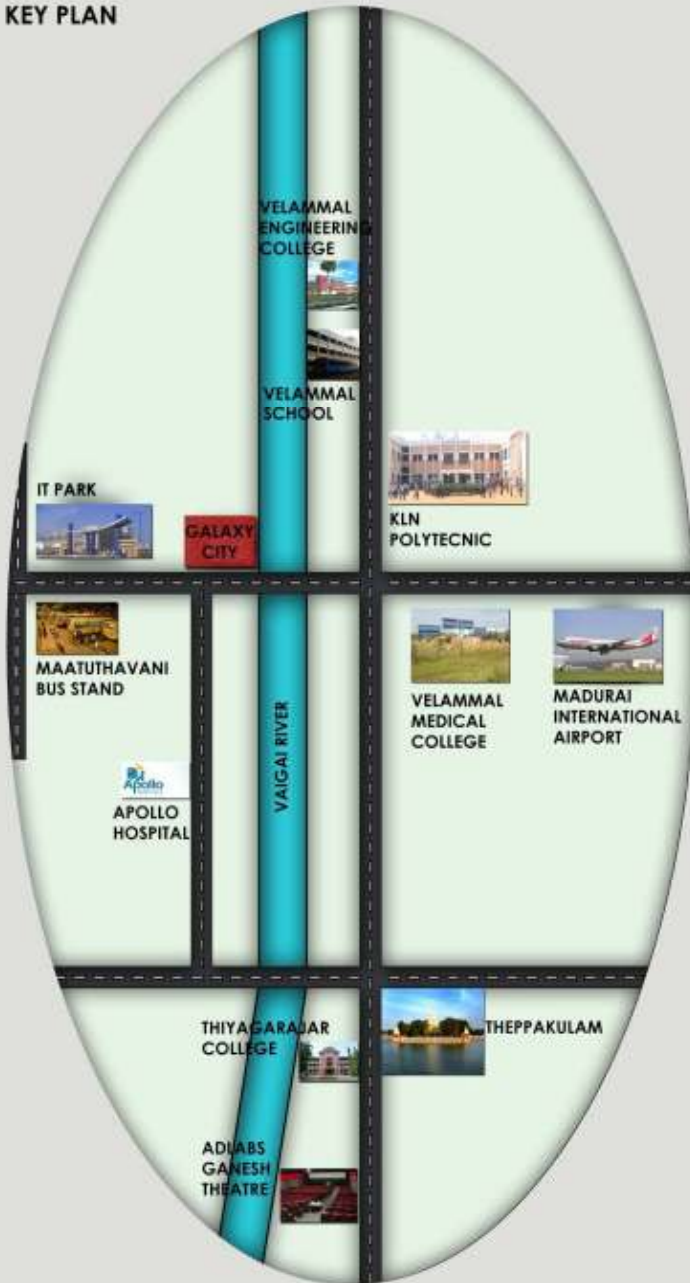 KEY PLAN
VELAMMAL
ENGINEERING
COLLEGE
VELAMMAL
SCHOOL
IT PARK
GALAXY
CITY
KLN
POLYTECNIC
MAATUTHAVANI
BUS STAND
VELAMMAL
MEDICAL
COLLEGE
MADURAI
INTERNATIONAL
AIRPORT
VAIGAI RIVER
Apollo
APOLLO
HOSPITAL
THIYAGARAJAR
COLLEGE
THEPPAKULAM
ADLABS
GANESH
THEATRE